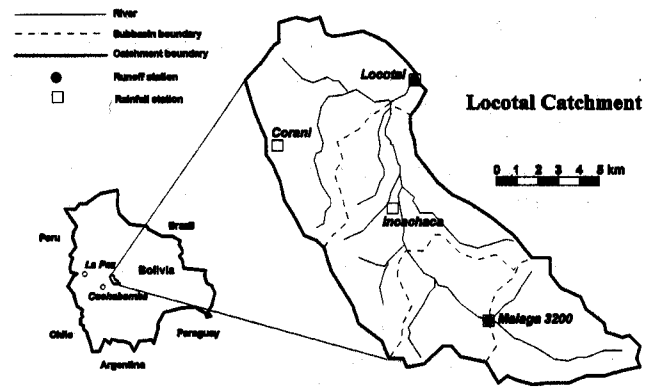 River
Subbasin boundary
Catchment boundary
Runoff station
Rainfall station
Locotal
Locotal Catchment
Corani
0 1 2 3 4 5 km
Incachaca
Brazil
Peru
La Paz
Bolivia
Cochabamba
Malaga 3200
Chile
Paraguay
Argentina